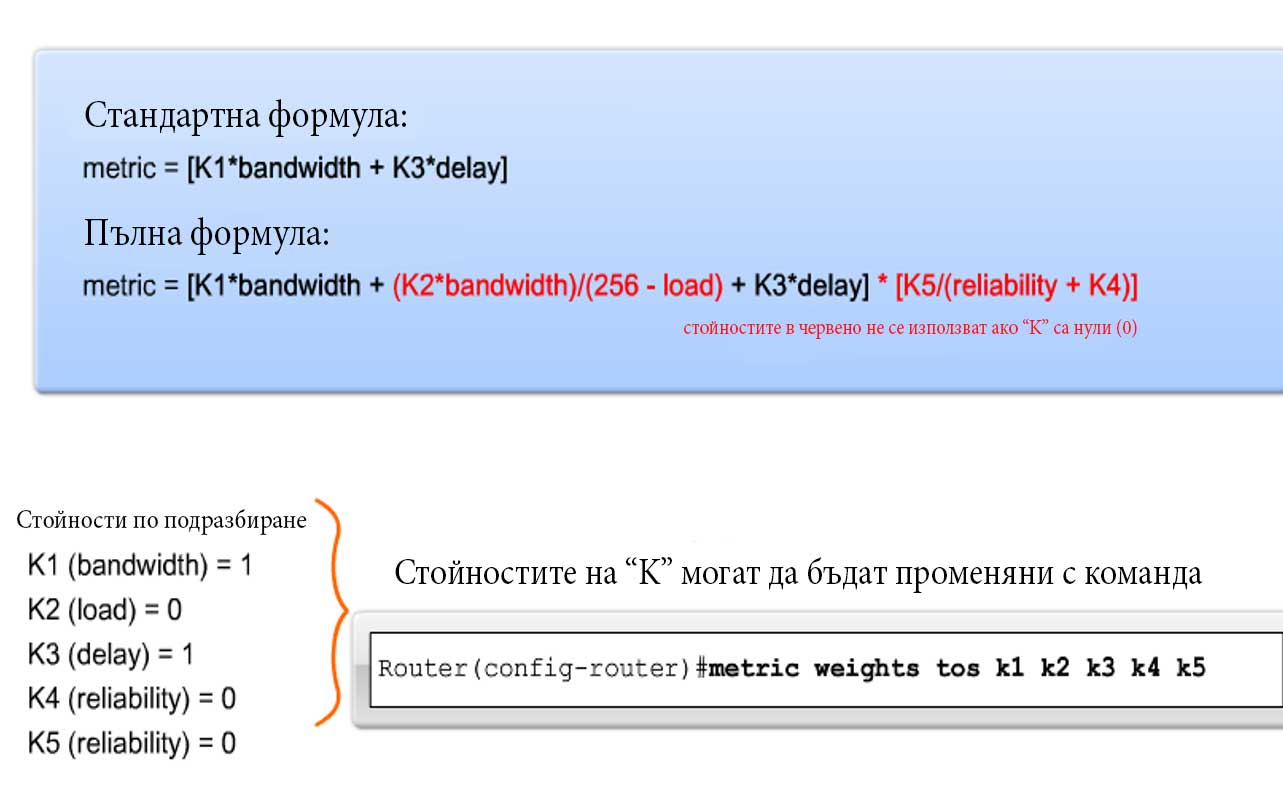 Стандартна формула:
metric = [K1*bandwidth + K3*delay]
Пълна формула:
metric = [K1*bandwidth + (K2*bandwidth)/(256 - load) + K3*delay] * [K5/(reliability + K4)]
стойностите в червено не се използват ако “К” са нули (0)
Стойности по подразбиране
K1 (bandwidth) = 1
K2 (load) = 0
K3 (delay) = 1
K4 (reliability) = 0
K5 (reliability) = 0
Стойностите на “К” могат да бъдат променяни с команда
Router(config-router)#metric weights tos k1 k2 k3 k4 k5